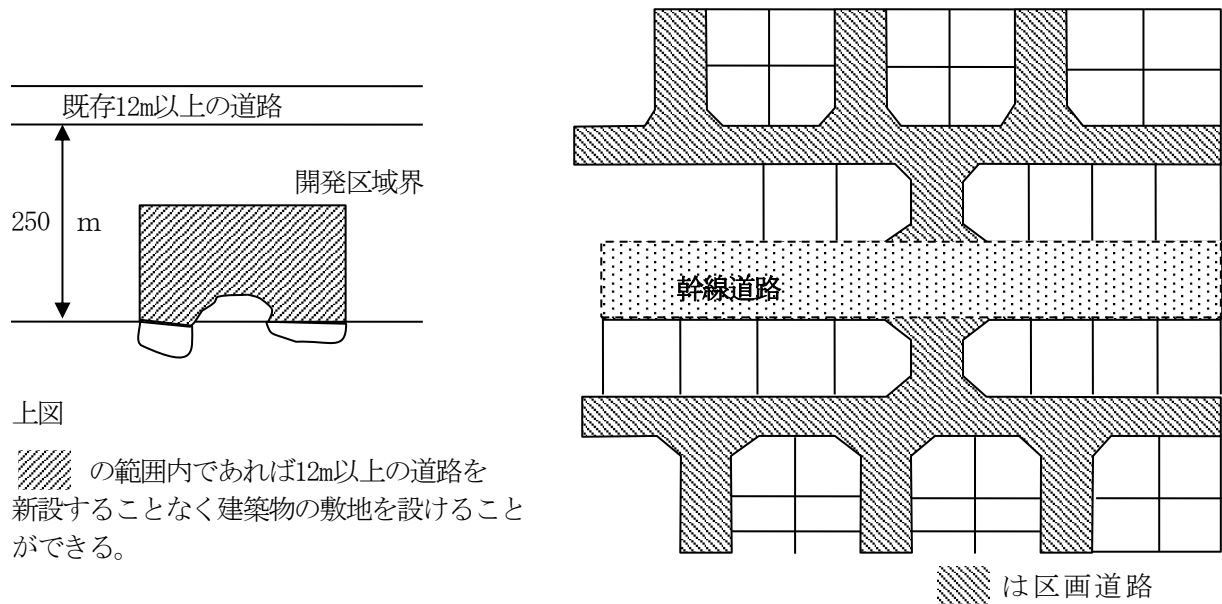 既存12m以上の道路
開発区域界
250 m
上図
の範囲内であれば12m以上の道路を
新設することなく建築物の敷地を設けること
ができる。
幹線道路
は区画道路